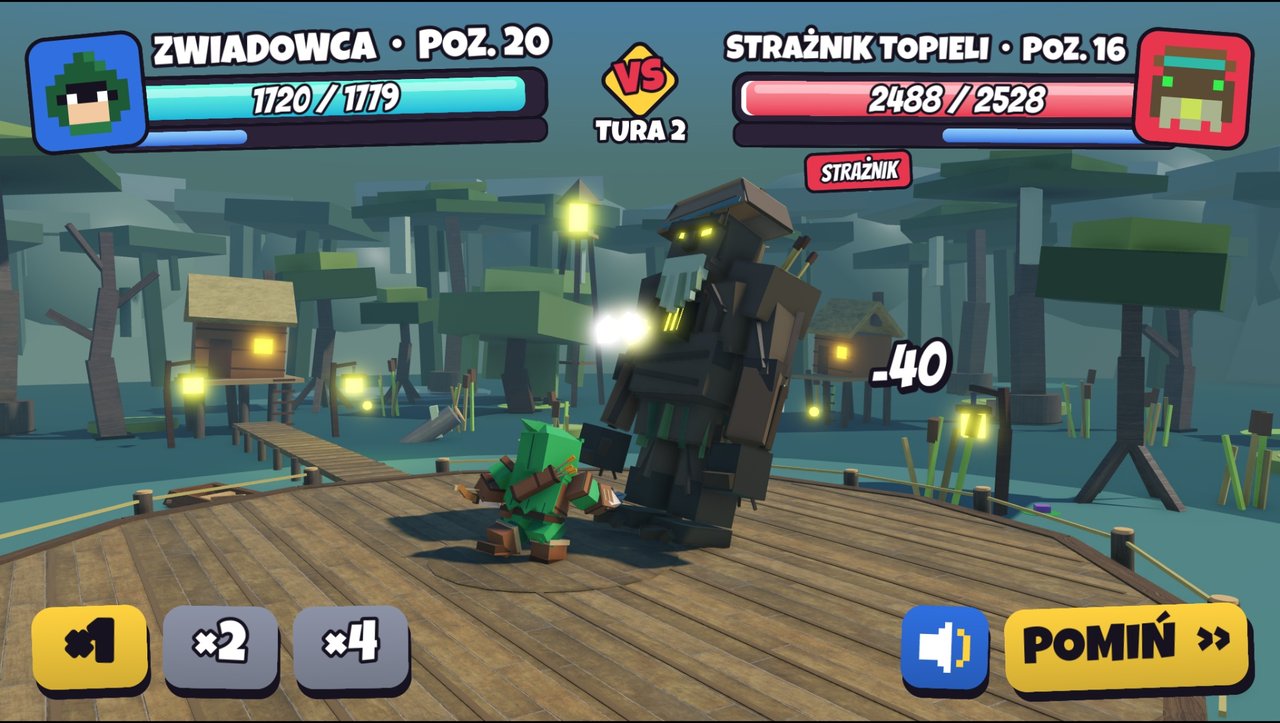 ZWIADOWCA • POZ. 20
1720 / 1779
VS
TURA 2
STRAŻNIK TOPIELI • POZ. 16
2488 / 2528
STRAŻNIK
-40
×1
×2
×4
POMIŃ »